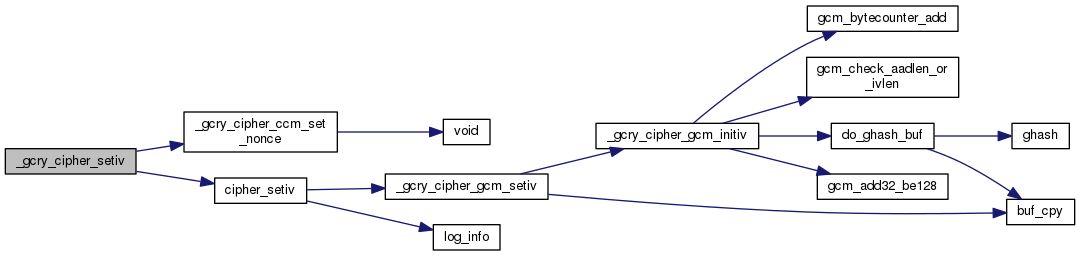 _gcry_cipher_setiv
_gcry_cipher_ccm_set
_nonce
void
cipher_setiv
_gcry_cipher_gcm_setiv
log_info
_gcry_cipher_gcm_initiv
gcm_bytecounter_add
gcm_check_aadlen_or
_ivlen
do_ghash_buf
ghash
gcm_add32_be128
buf_cpy